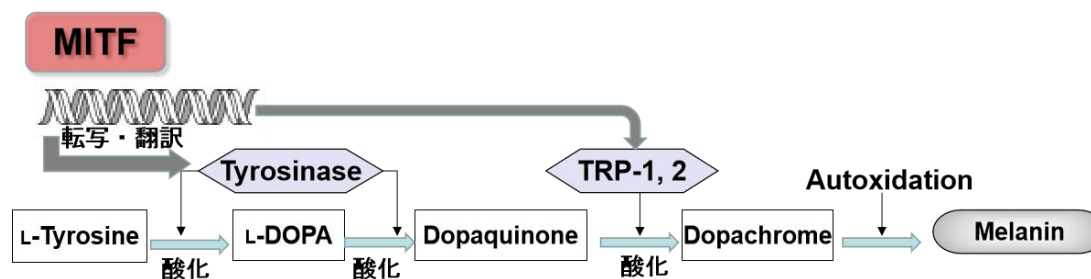 MITF
転写・翻訳
Tyrosinase
TRP-1, 2
Autoxidation
L-Tyrosine
L-DOPA
Dopaquinone
Dopachrome
Melanin
酸化
酸化
酸化